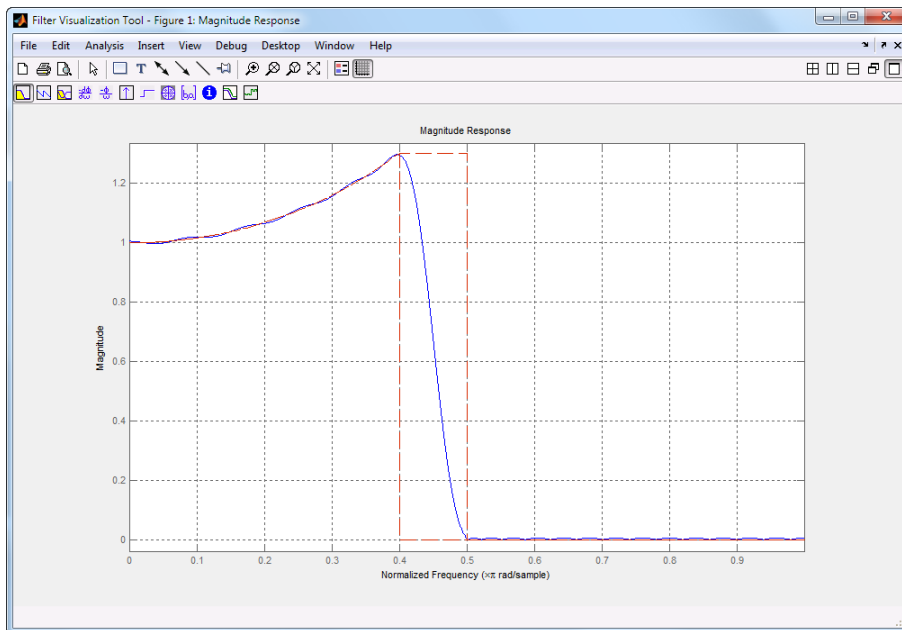 Filter Visualization Tool - Figure 1: Magnitude Response
File Edit Analysis Insert View Debug Desktop Window Help
Magnitude Response
Magnitude
1.2
1
0.8
0.6
0.4
0.2
0
0 0.1 0.2 0.3 0.4 0.5 0.6 0.7 0.8 0.9
Normalized Frequency (×π rad/sample)